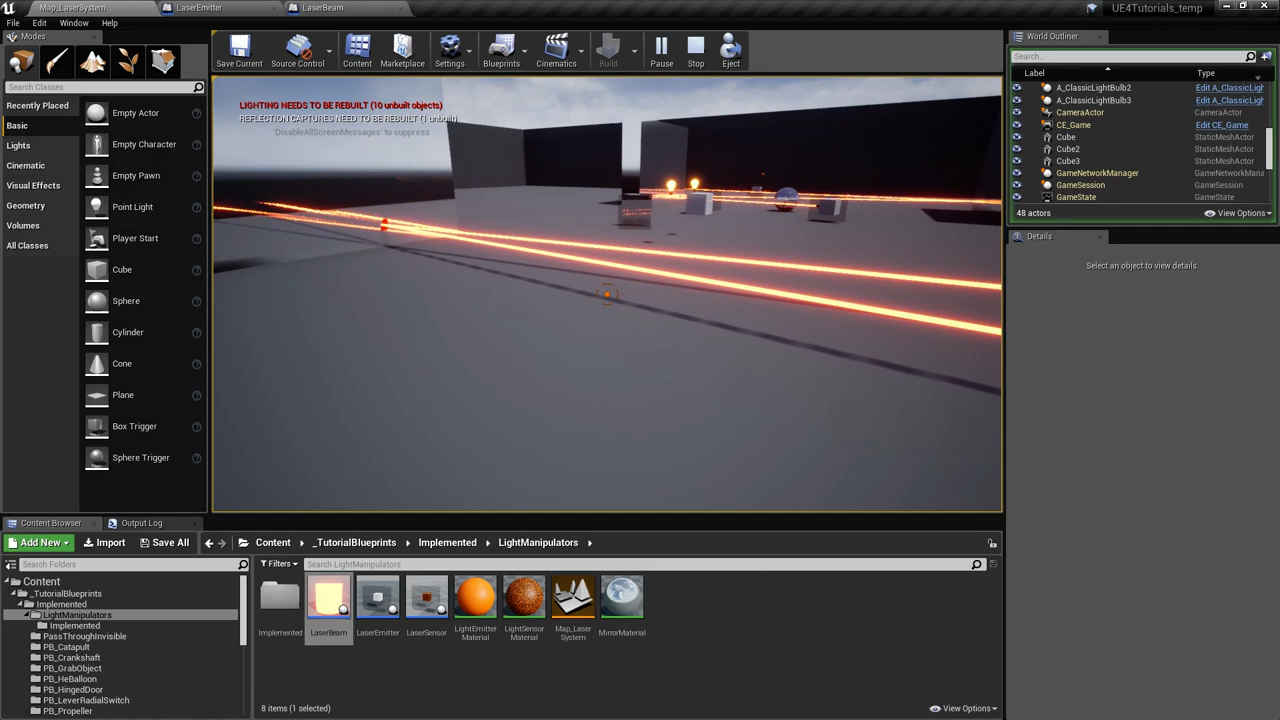 Map_LaserSystem
LaserEmitter
LaserBeam
UE4Tutorials_temp
File Edit Window Help
Modes
Search Classes
Recently Placed
Basic
Lights
Cinematic
Visual Effects
Geometry
Volumes
All Classes
Empty Actor
Empty Character
Empty Pawn
Point Light
Player Start
Cube
Sphere
Cylinder
Cone
Plane
Box Trigger
Sphere Trigger
Save Current
Source Control
Content
Marketplace
Settings
Blueprints
Cinematics
Build
Pause
Stop
Eject
LIGHTING NEEDS TO BE REBUILT (10 unbuilt objects)
REFLECTION CAPTURES NEED TO BE REBUILT (1 unbuilt)
'DisableAllScreenMessages' to suppress
World Outliner
Search...
Label Type
A_ClassicLightBulb2 Edit A_ClassicLigh
A_ClassicLightBulb3 Edit A_ClassicLigh
CameraActor CameraActor
CE_Game Edit CE_Game
Cube StaticMeshActor
Cube2 StaticMeshActor
Cube3 StaticMeshActor
GameNetworkManager GameNetworkMana
GameSession GameSession
GameState GameState
48 actors
View Options
Details
Select an object to view details.
Content Browser
Output Log
Add New
Import
Save All
Content
_TutorialBlueprints
Implemented
LightManipulators
Search Folders
Content
_TutorialBlueprints
Implemented
LightManipulators
Implemented
PassThroughInvisible
PB_Catapult
PB_Crankshaft
PB_GrabObject
PB_HeBalloon
PB_HingedDoor
PB_LeverRadialSwitch
PB_Propeller
Filters
Search LightManipulators
Implemented
LaserBeam
LaserEmitter
LaserSensor
LightEmitter
Material
LightSensor
Material
Map_Laser
System
MirrorMaterial
8 items (1 selected)
View Options